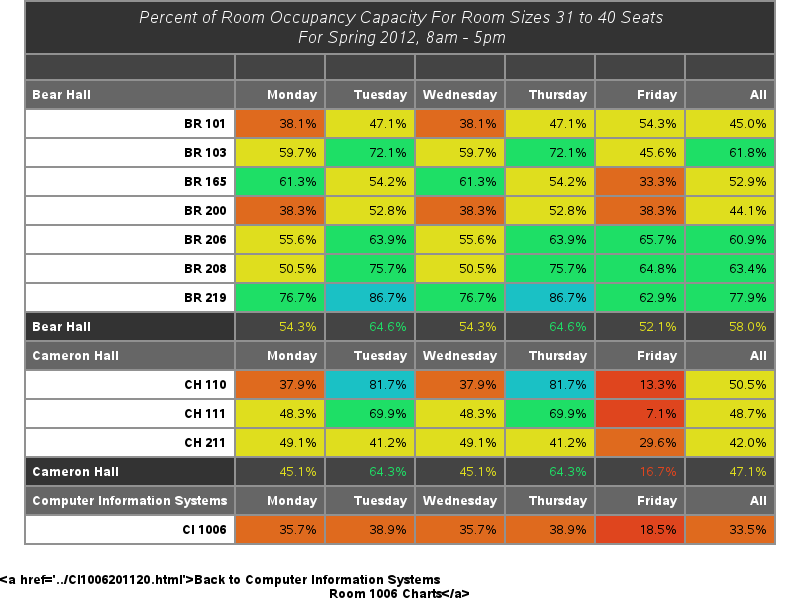 Percent of Room Occupancy Capacity For Room Sizes 31 to 40 Seats
For Spring 2012, 8am - 5pm
Bear Hall Monday Tuesday Wednesday Thursday Friday All
BR 101 38.1% 47.1% 38.1% 47.1% 54.3% 45.0%
BR 103 59.7% 72.1% 59.7% 72.1% 45.6% 61.8%
BR 165 61.3% 54.2% 61.3% 54.2% 33.3% 52.9%
BR 200 38.3% 52.8% 38.3% 52.8% 38.3% 44.1%
BR 206 55.6% 63.9% 55.6% 63.9% 65.7% 60.9%
BR 208 50.5% 75.7% 50.5% 75.7% 64.8% 63.4%
BR 219 76.7% 86.7% 76.7% 86.7% 62.9% 77.9%
Bear Hall 54.3% 64.6% 54.3% 64.6% 52.1% 58.0%
Cameron Hall Monday Tuesday Wednesday Thursday Friday All
CH 110 37.9% 81.7% 37.9% 81.7% 13.3% 50.5%
CH 111 48.3% 69.9% 48.3% 69.9% 7.1% 48.7%
CH 211 49.1% 41.2% 49.1% 41.2% 29.6% 42.0%
Cameron Hall 45.1% 64.3% 45.1% 64.3% 16.7% 47.1%
Computer Information Systems Monday Tuesday Wednesday Thursday Friday All
CI 1006 35.7% 38.9% 35.7% 38.9% 18.5% 33.5%
<a href='../CI1006201120.html'>Back to Computer Information Systems
Room 1006 Charts</a>